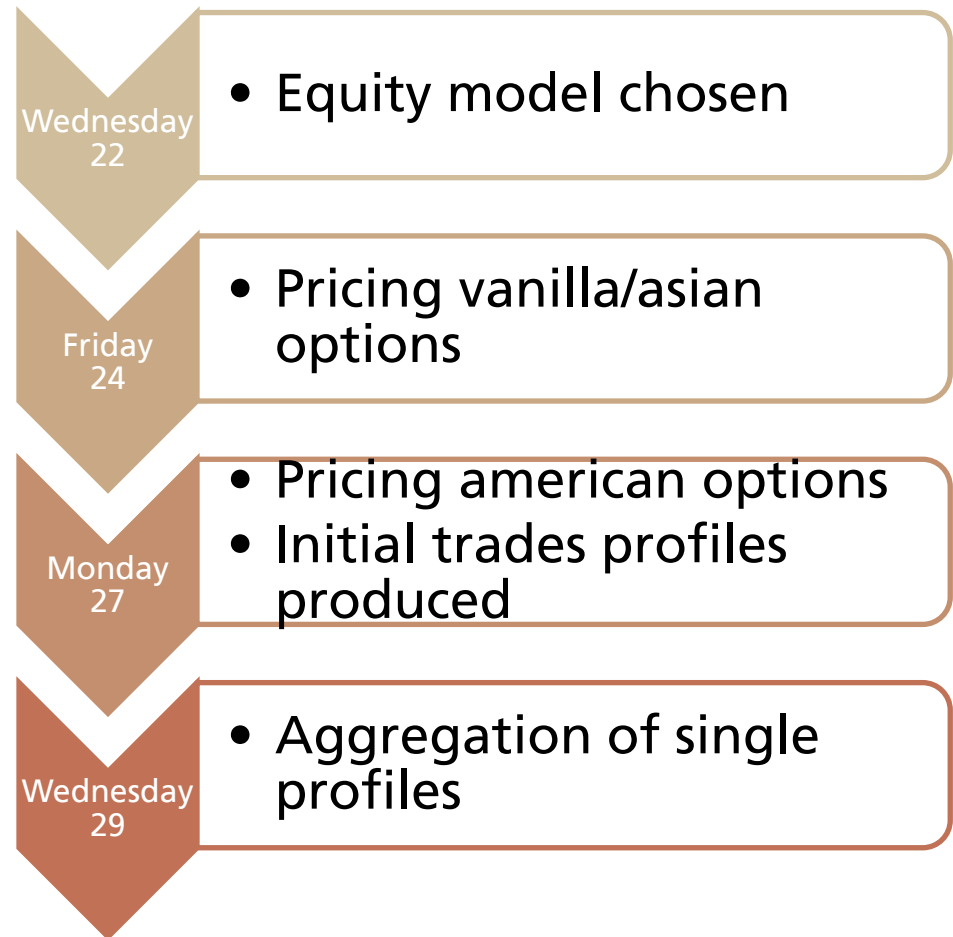 Wednesday
22
• Equity model chosen
Friday
24
• Pricing vanilla/asian
options
Monday
27
• Pricing american options
• Initial trades profiles
produced
Wednesday
29
• Aggregation of single
profiles